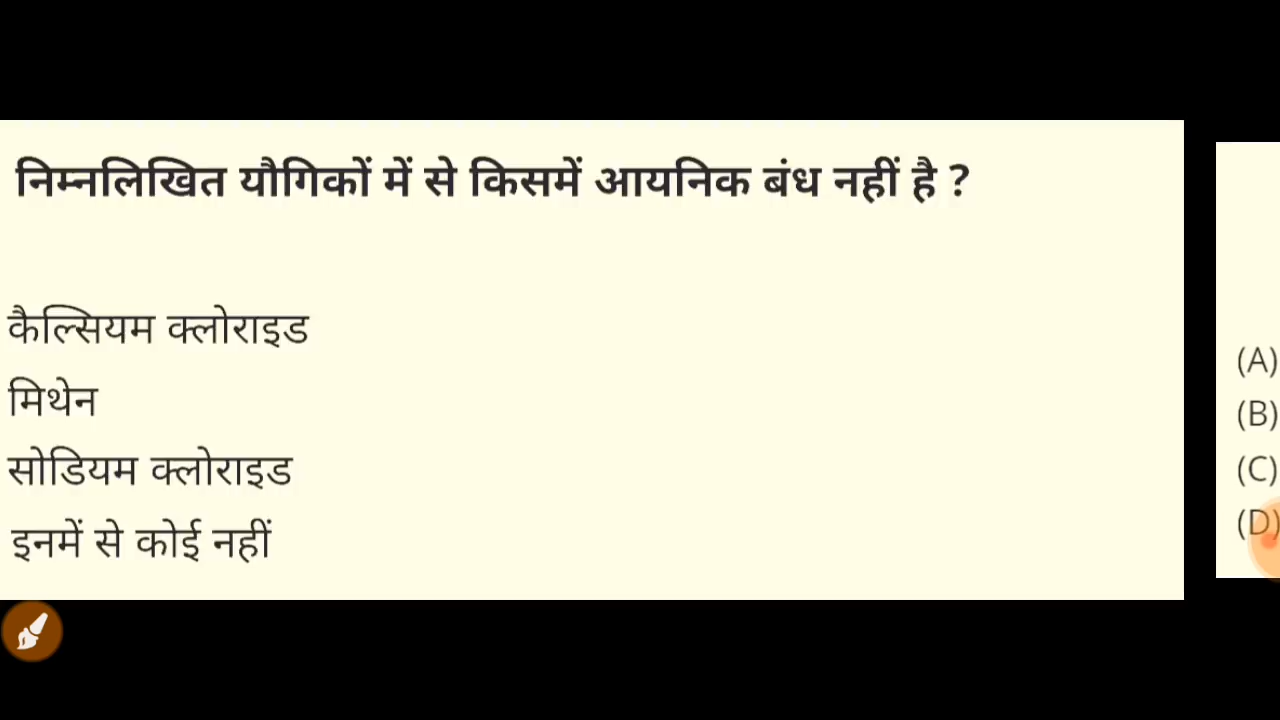 निम्नलिखित यौगिकों में से किसमें आयनिक बंध नहीं है ?
कैल्सियम क्लोराइड
मिथेन
सोडियम क्लोराइड
इनमें से कोई नहीं
(A)
(B)
(C)
(D)